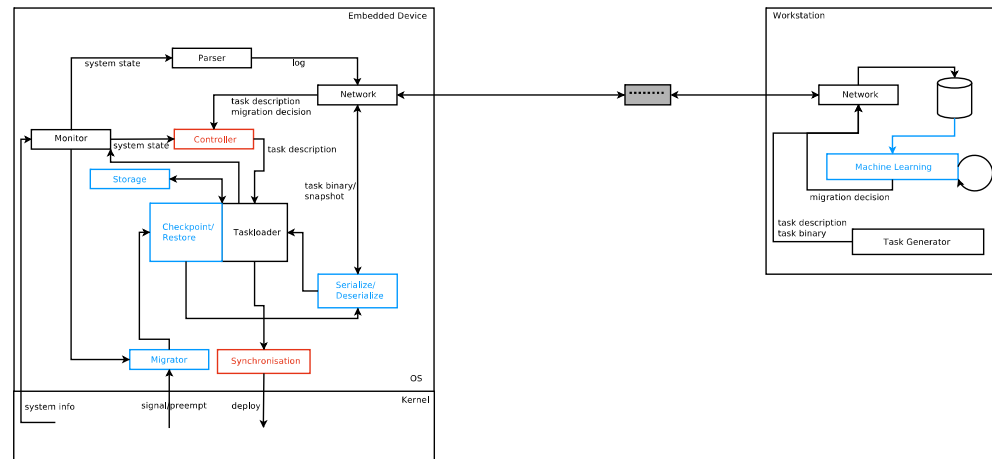 Embedded Device
Workstation
Parser
system state
log
Network
Network
task description
migration decision
Monitor
system state
Controller
task description
Machine Learning
Storage
task binary/
snapshot
migration decision
Checkpoint/
Restore
Taskloader
task description
task binary
Task Generator
Serialize/
Deserialize
Migrator
Synchronisation
OS
Kernel
system info
signal/preempt
deploy